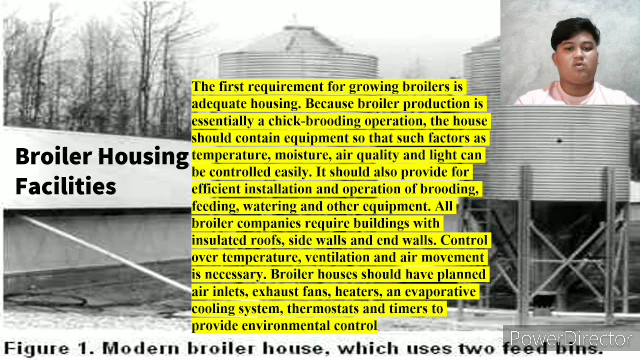 The first requirement for growing broilers is
adequate housing. Because broiler production is
essentially a chick-brooding operation, the house
should contain equipment so that such factors as
temperature, moisture, air quality and light can
be controlled easily. It should also provide for
efficient installation and operation of brooding,
feeding, watering and other equipment. All
broiler companies require buildings with
insulated roofs, side walls and end walls. Control
over temperature, ventilation and air movement
is necessary. Broiler houses should have planned
air inlets, exhaust fans, heaters, an evaporative
cooling system, thermostats and timers to
provide environmental control
Broiler Housing
Facilities
PowerDirector
Figure 1. Modern broiler house, which uses two feed bins.